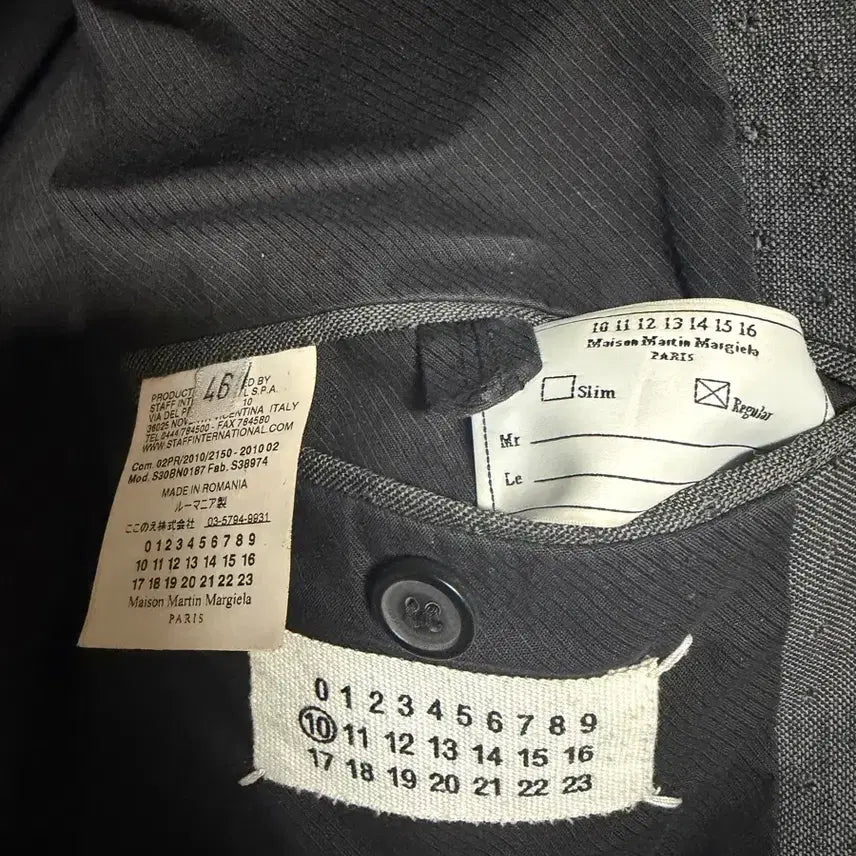 46
PRODUCT ED BY
STAFF INT L S.P.A.
VIA DEL P 10
36025 NOV VICENTINA ITALY
TEL.0444 784500 - FAX 784580
WWW.STAFFINTERNATIONAL.COM
Com. 02PR/2010/2150 - 2010 02
Mod. S30BN0187 Fab. S38974
MADE IN ROMANIA
ルーマニア製
ここのえ株式会社 03-5794-9931
0 1 2 3 4 5 6 7 8 9
10 11 12 13 14 15 16
17 18 19 20 21 22 23
Maison Martin Margiela
PARIS
10 11 12 13 14 15 16
Maison Martin Margiela
PARIS
Slim
Regular
Mr
Le
0 1 2 3 4 5 6 7 8 9
10 11 12 13 14 15 16
17 18 19 20 21 22 23